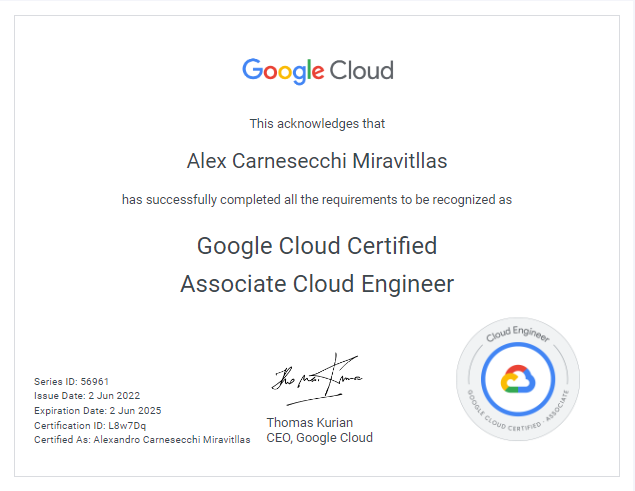 Google Cloud
This acknowledges that
Alex Carnesecchi Miravitllas
has successfully completed all the requirements to be recognized as
Google Cloud Certified
Associate Cloud Engineer
Series ID: 56961
Issue Date: 2 Jun 2022
Expiration Date: 2 Jun 2025
Certification ID: L8w7Dq
Certified As: Alexandro Carnesecchi Miravitllas
Thomas Kurian
CEO, Google Cloud
Cloud Engineer
GOOGLE CLOUD CERTIFIED · ASSOCIATE